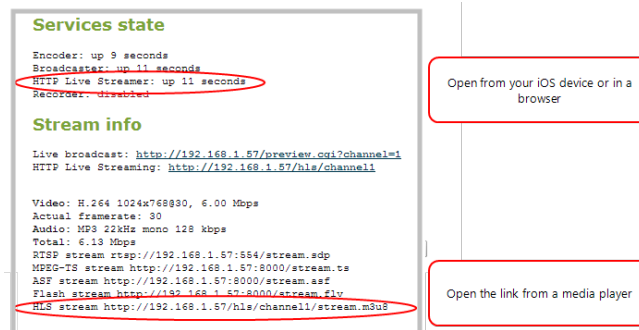 Services state
Encoder: up 9 seconds
Broadcaster: up 11 seconds
HTTP Live Streamer: up 11 seconds
Recorder: disabled
Stream info
Live broadcast: http://192.168.1.57/preview.cgi?channel=1
HTTP Live Streaming: http://192.168.1.57/hls/channel1
Video: H.264 1024x768@30, 6.00 Mbps
Actual framerate: 30
Audio: MP3 22kHz mono 128 kbps
Total: 6.13 Mbps
RTSP stream rtsp://192.168.1.57:554/stream.sdp
MPEG-TS stream http://192.168.1.57:8000/stream.ts
ASF stream http://192.168.1.57:8000/stream.asf
Flash stream http://192.168.1.57:8000/stream.flv
HLS stream http://192.168.1.57/hls/channel1/stream.m3u8
Open from your iOS device or in a
browser
Open the link from a media player